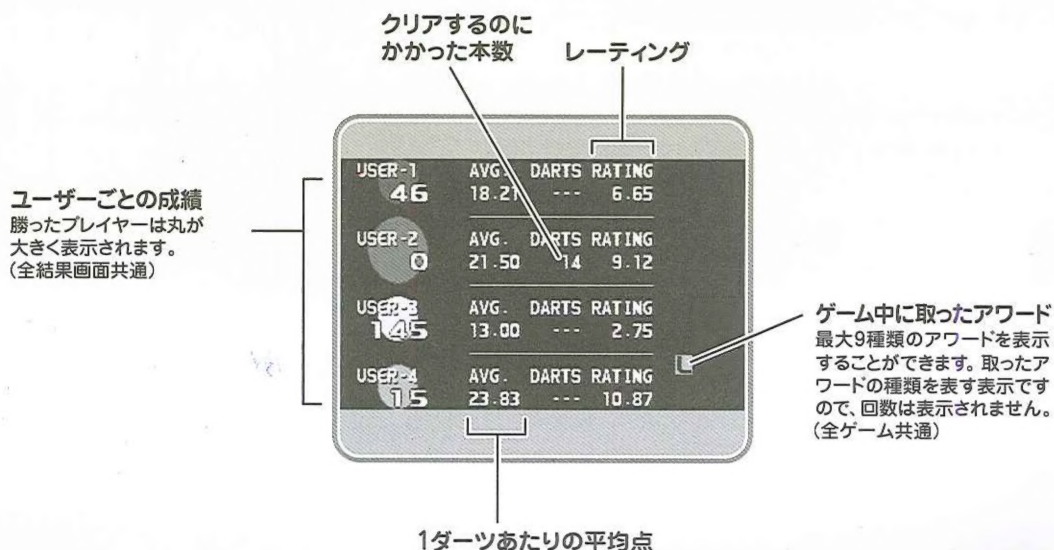 クリアするのに
かかった本数
レーティング
ユーザーごとの成績
勝ったプレイヤーは丸が
大きく表示されます。
(全結果画面共通)
USER-1 AVG. DARTS RATING
46 18.21 --- 6.65
USER-2 AVG. DARTS RATING
0 21.50 14 9.12
USER-3 AVG. DARTS RATING
145 13.00 --- 2.75
USER-4 AVG. DARTS RATING
15 23.83 --- 10.87
L
ゲーム中に取ったアワード
最大9種類のアワードを表示
することができます。取ったア
ワードの種類を表す表示です
ので、回数は表示されません。
(全ゲーム共通)
1ダーツあたりの平均点